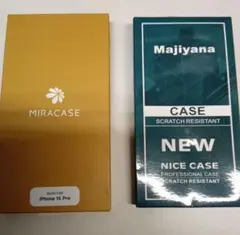 MIRACASE
iPhone 15 Pro
Majiyana
CASE
SCRATCH RESISTANT
NEW
NICE CASE
PROFESSIONAL CASE
SCRATCH RESISTANT